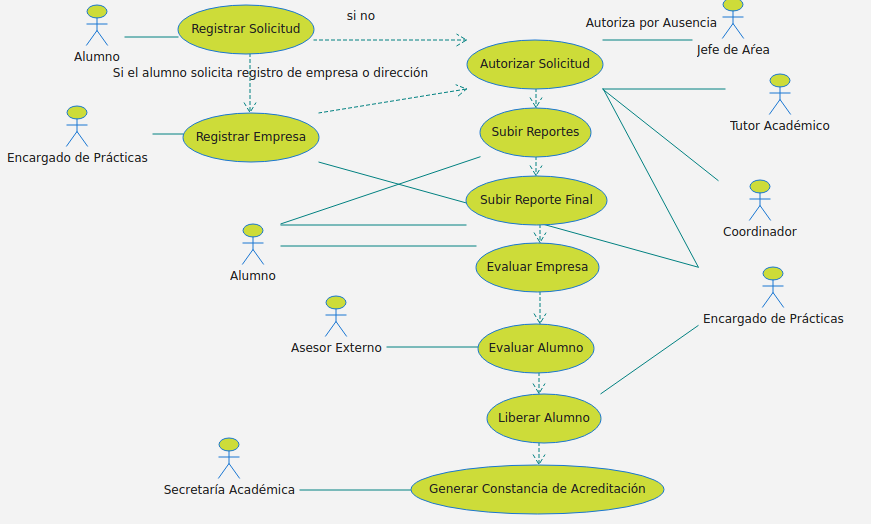 si no
Autoriza por Ausencia
Registrar Solicitud
Jefe de Aŕea
Alumno
Autorizar Solicitud
Si el alumno solicita registro de empresa o dirección
Tutor Académico
Subir Reportes
Registrar Empresa
Encargado de Prácticas
Subir Reporte Final
Coordinador
Evaluar Empresa
Alumno
Encargado de Prácticas
Asesor Externo
Evaluar Alumno
Liberar Alumno
Secretaría Académica
Generar Constancia de Acreditación